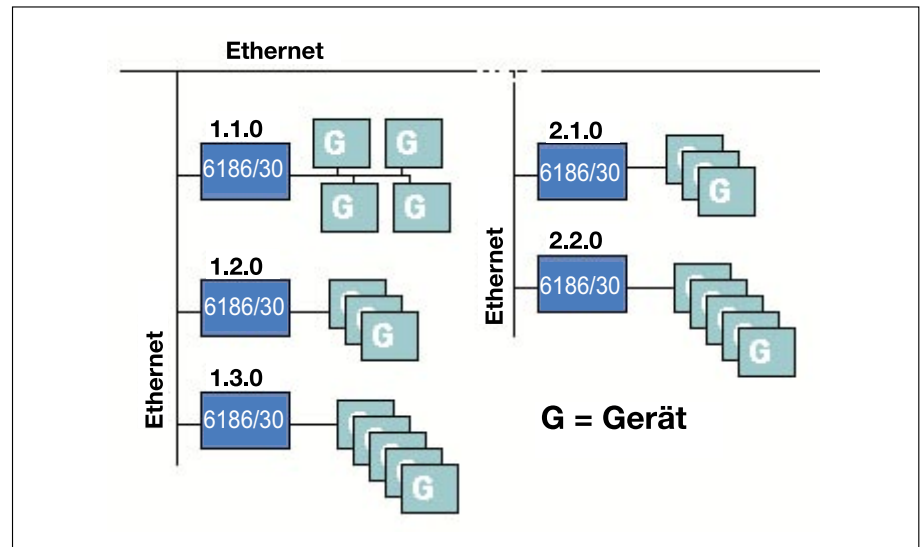 Ethernet
1.1.0
6186/30
G
G
G
G
1.2.0
6186/30
G
1.3.0
6186/30
G
Ethernet
2.1.0
6186/30
G
2.2.0
6186/30
G
Ethernet
G = Gerät